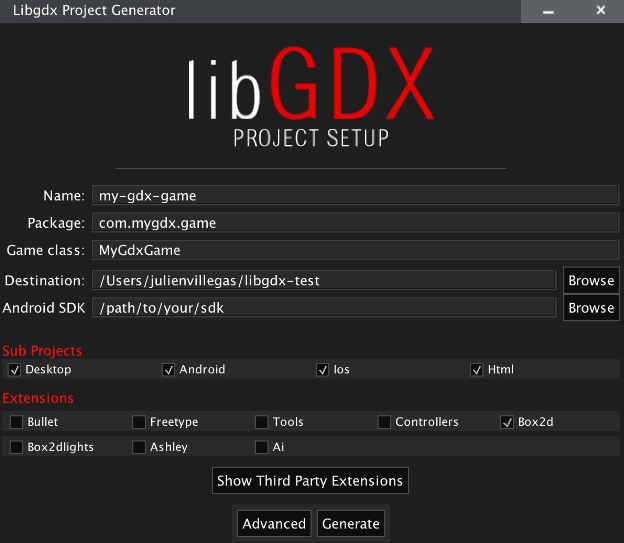 Libgdx Project Generator
libGDX
PROJECT SETUP
Name: my-gdx-game
Package: com.mygdx.game
Game class: MyGdxGame
Destination: /Users/julienvillegas/libgdx-test Browse
Android SDK /path/to/your/sdk Browse
Sub Projects
Desktop Android Ios Html
Extensions
Bullet Freetype Tools Controllers Box2d
Box2dlights Ashley Ai
Show Third Party Extensions
Advanced Generate